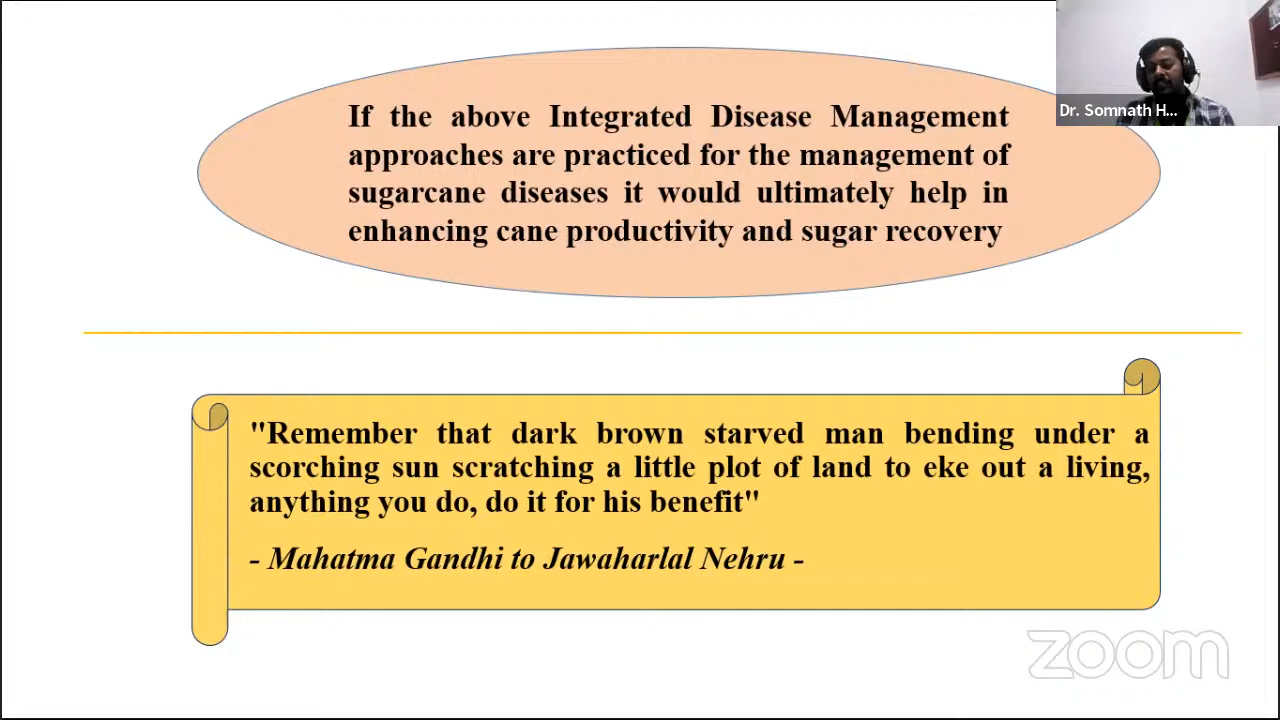 If the above Integrated Disease Management
approaches are practiced for the management of
sugarcane diseases it would ultimately help in
enhancing cane productivity and sugar recovery
Dr. Somnath H...
"Remember that dark brown starved man bending under a
scorching sun scratching a little plot of land to eke out a living,
anything you do, do it for his benefit"
- Mahatma Gandhi to Jawaharlal Nehru -
zoom